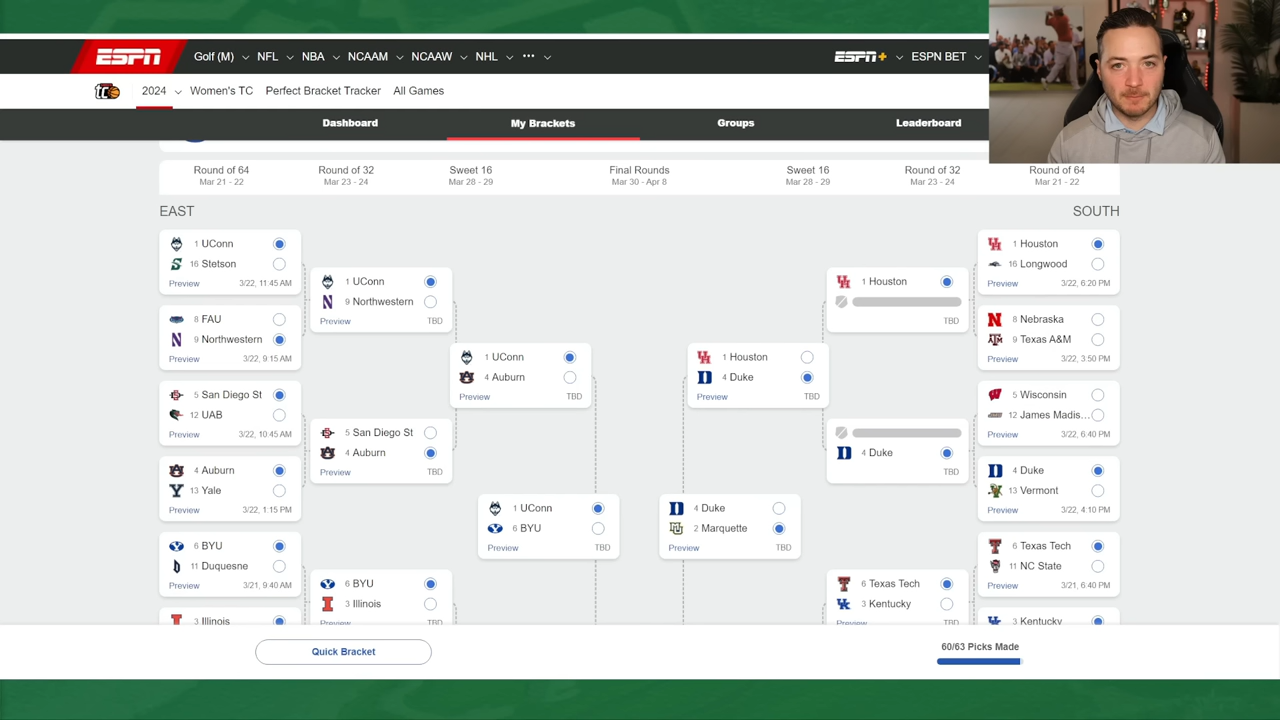 ESPN Golf (M) NFL NBA NCAAM NCAAW NHL ESPN+ ESPN BET
2024 Women's TC Perfect Bracket Tracker All Games
Dashboard My Brackets Groups Leaderboard
Round of 64 Round of 32 Sweet 16 Final Rounds Sweet 16 Round of 32 Round of 64
Mar 21 - 22 Mar 23 - 24 Mar 28 - 29 Mar 30 - Apr 8 Mar 28 - 29 Mar 23 - 24 Mar 21 - 22
EAST SOUTH
1 UConn 1 Houston
16 Stetson 16 Longwood
Preview 3/22, 11:45 AM Preview 3/22, 6:20 PM
1 UConn 1 Houston
9 Northwestern
Preview TBD TBD
8 FAU 8 Nebraska
9 Northwestern 9 Texas A&M
Preview 3/22, 9:15 AM Preview 3/22, 3:50 PM
1 UConn 1 Houston
4 Auburn 4 Duke
Preview TBD Preview TBD
5 San Diego St 5 Wisconsin
12 UAB 12 James Madis...
Preview 3/22, 10:45 AM Preview 3/22, 6:40 PM
5 San Diego St
4 Auburn 4 Duke
Preview TBD TBD
4 Auburn 4 Duke
13 Yale 13 Vermont
Preview 3/22, 1:15 PM Preview 3/22, 4:10 PM
1 UConn 4 Duke
6 BYU 2 Marquette
Preview TBD Preview TBD
6 BYU 6 Texas Tech
11 Duquesne 11 NC State
Preview 3/21, 9:40 AM Preview 3/21, 6:40 PM
6 BYU 6 Texas Tech
3 Illinois 3 Kentucky
Preview TBD Preview TBD
3 Illinois 3 Kentucky
Quick Bracket 60/63 Picks Made